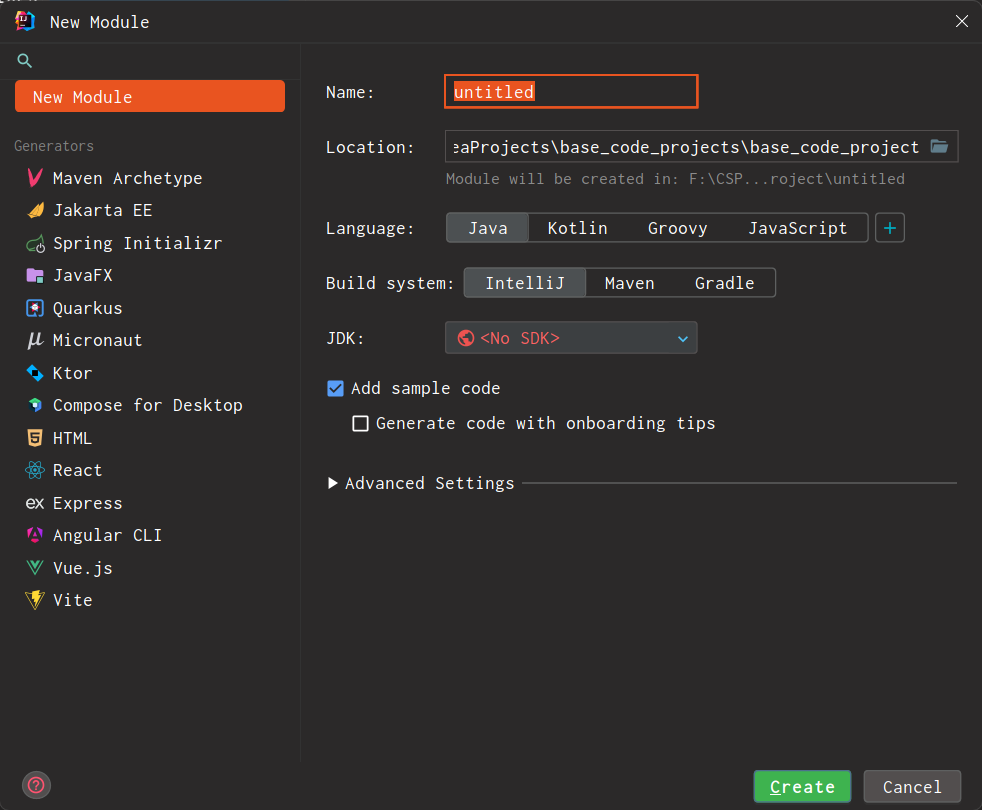 New Module
New Module
Generators
Maven Archetype
Jakarta EE
Spring Initializr
JavaFX
Quarkus
Micronaut
Ktor
Compose for Desktop
HTML
React
Express
Angular CLI
Vue.js
Vite
Name: untitled
Location: eaProjects\base_code_projects\base_code_project
Module will be created in: F:\CSP...roject\untitled
Language: Java Kotlin Groovy JavaScript +
Build system: IntelliJ Maven Gradle
JDK: <No SDK>
Add sample code
Generate code with onboarding tips
Advanced Settings
? Create Cancel